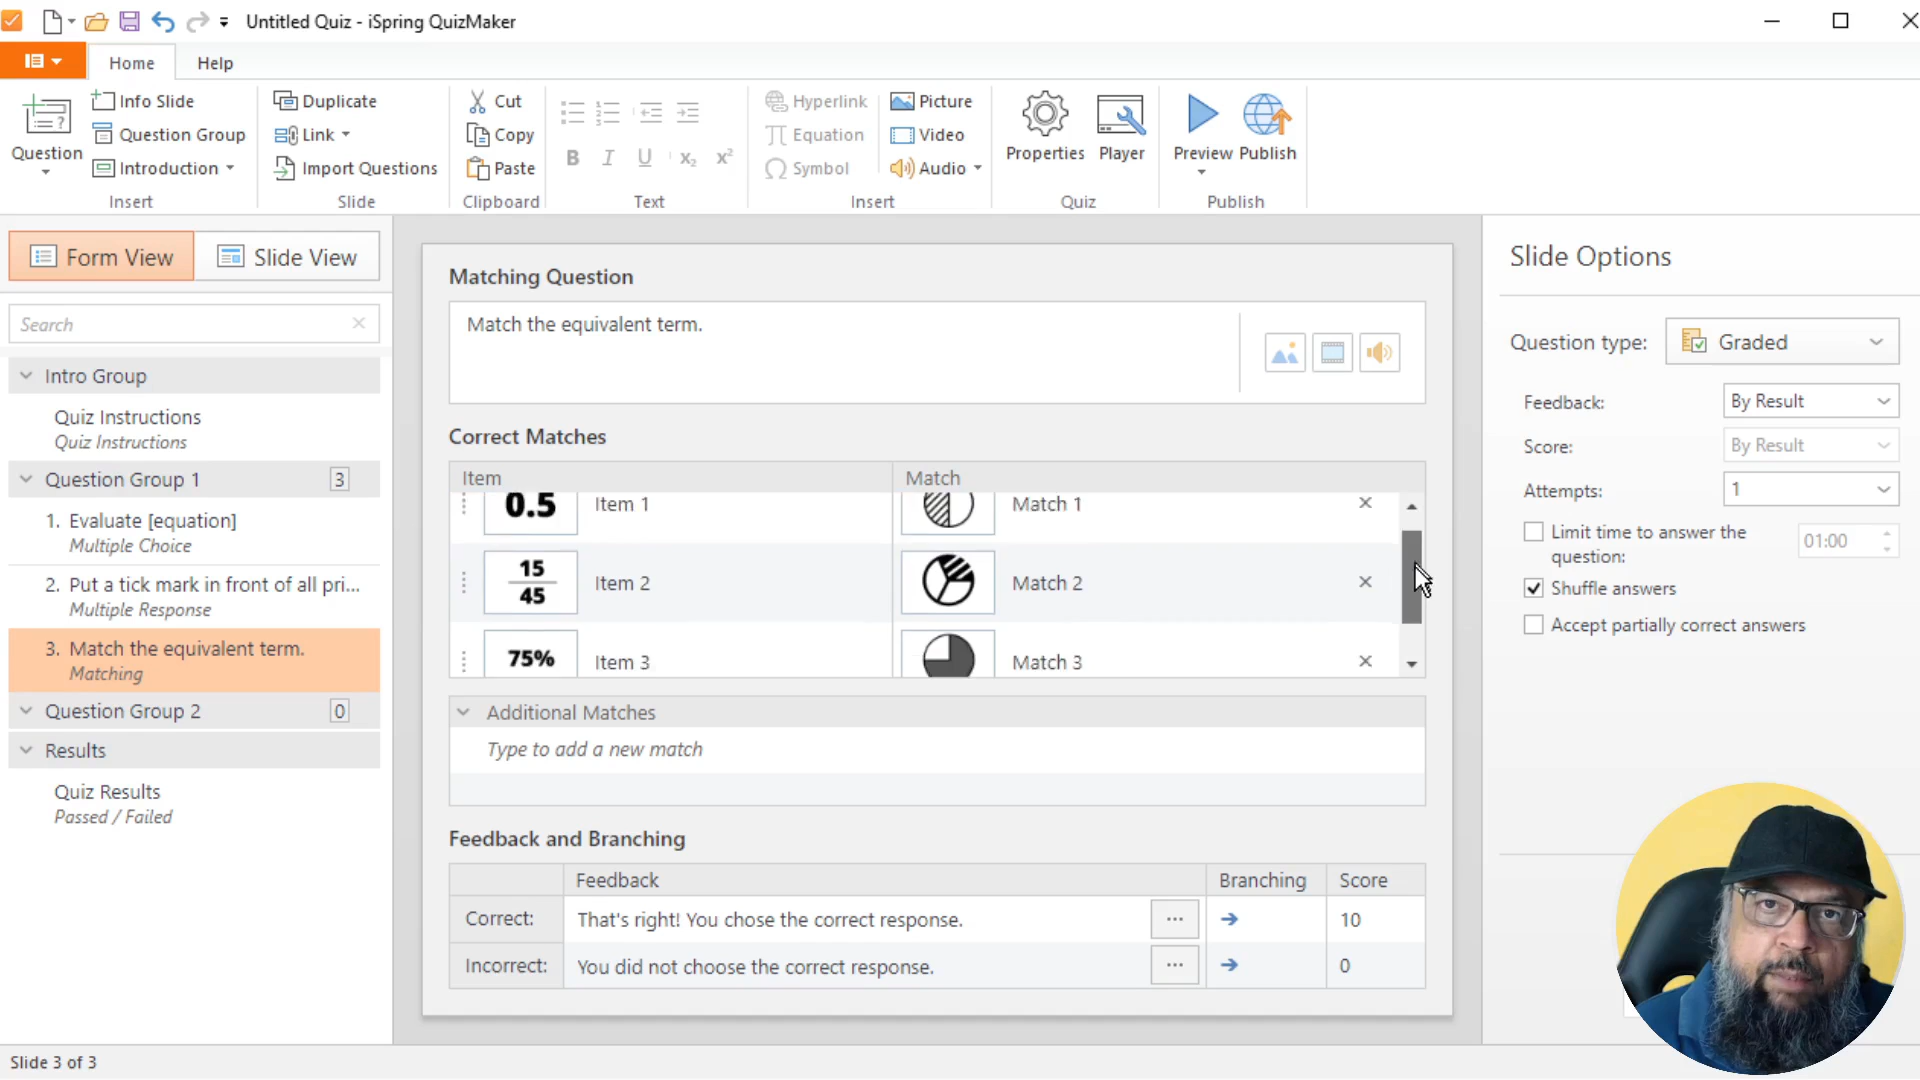 Untitled Quiz - iSpring QuizMaker
Home
Help
Question
Info Slide
Question Group
Introduction
Insert
Duplicate
Link
Import Questions
Slide
Cut
Copy
Paste
Clipboard
B I U X₂ X²
Text
Hyperlink
Equation
Symbol
Picture
Video
Audio
Insert
Properties
Player
Quiz
Preview
Publish
Publish
Form View
Slide View
Search
Intro Group
Quiz Instructions
Quiz Instructions
Question Group 1 3
1. Evaluate [equation]
Multiple Choice
2. Put a tick mark in front of all pri...
Multiple Response
3. Match the equivalent term.
Matching
Question Group 2 0
Results
Quiz Results
Passed / Failed
Matching Question
Match the equivalent term.
Correct Matches
Item Match
0.5 Item 1 Match 1
15
45
Item 2 Match 2
75% Item 3 Match 3
Additional Matches
Type to add a new match
Feedback and Branching
Feedback Branching Score
Correct: That's right! You chose the correct response. ... 10
Incorrect: You did not choose the correct response. ... 0
Slide Options
Question type: Graded
Feedback: By Result
Score: By Result
Attempts: 1
Limit time to answer the
question:
01:00
Shuffle answers
Accept partially correct answers
Slide 3 of 3